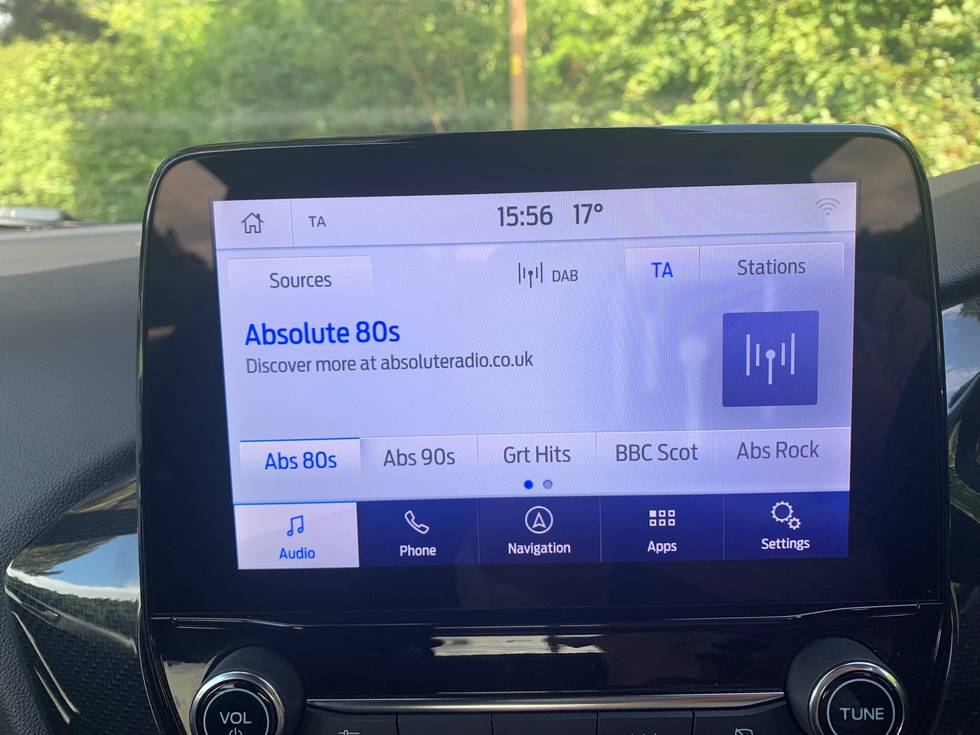 TA 15:56 17°
Sources DAB TA Stations
Absolute 80s
Discover more at absoluteradio.co.uk
Abs 80s Abs 90s Grt Hits BBC Scot Abs Rock
Audio Phone Navigation Apps Settings
VOL TUNE